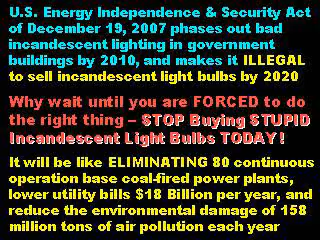 U.S. Energy Independence & Security Act
of December 19, 2007 phases out bad
incandescent lighting in government
buildings by 2010, and makes it ILLEGAL
to sell incandescent light bulbs by 2020
Why wait until you are FORCED to do
the right thing – STOP Buying STUPID
Incandescent Light Bulbs TODAY!
It will be like ELIMINATING 80 continuous
operation base coal-fired power plants,
lower utility bills $18 Billion per year, and
reduce the environmental damage of 158
million tons of air pollution each year